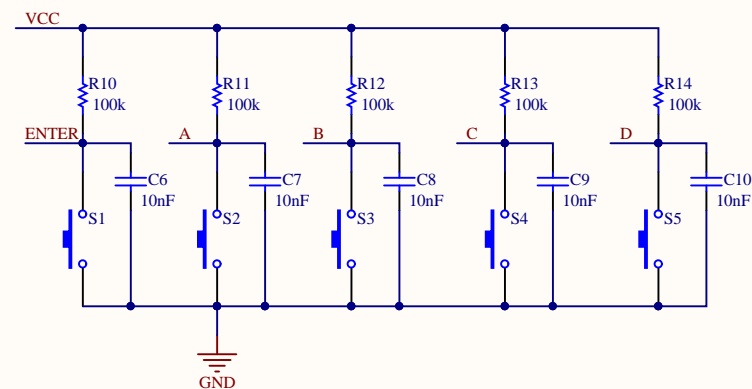 VCC
R10 R11 R12 R13 R14
100k 100k 100k 100k 100k
ENTER A B C D
C6 C7 C8 C9 C10
10nF 10nF 10nF 10nF 10nF
S1 S2 S3 S4 S5
GND